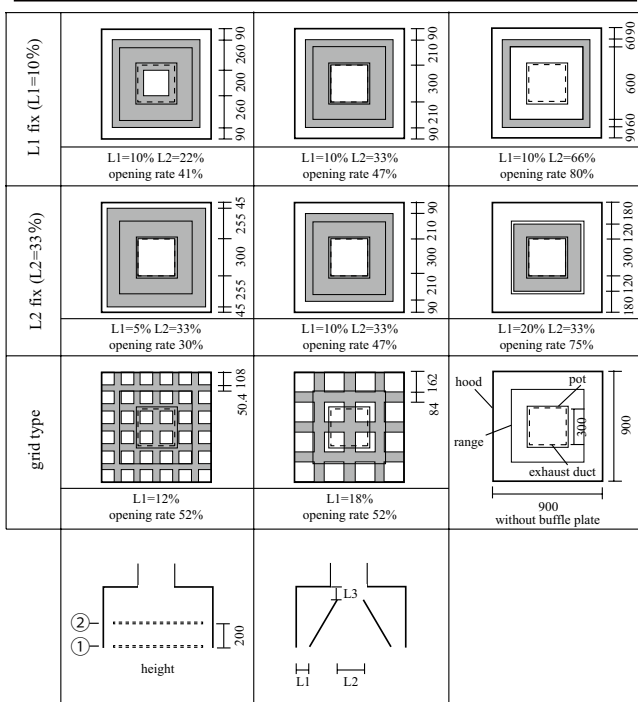 L1 fix (L1=10%)
90
260
200
260
90
L1=10% L2=22%
opening rate 41%
90
210
300
210
90
L1=10% L2=33%
opening rate 47%
90
60
600
60
90
L1=10% L2=66%
opening rate 80%
L2 fix (L2=33%)
45
255
300
255
45
L1=5% L2=33%
opening rate 30%
90
210
300
210
90
L1=10% L2=33%
opening rate 47%
180
120
300
120
180
L1=20% L2=33%
opening rate 75%
grid type
108
50.4
L1=12%
opening rate 52%
162
84
L1=18%
opening rate 52%
hood
pot
range
300
900
exhaust duct
900
without buffle plate
②
①
200
height
L3
L1
L2